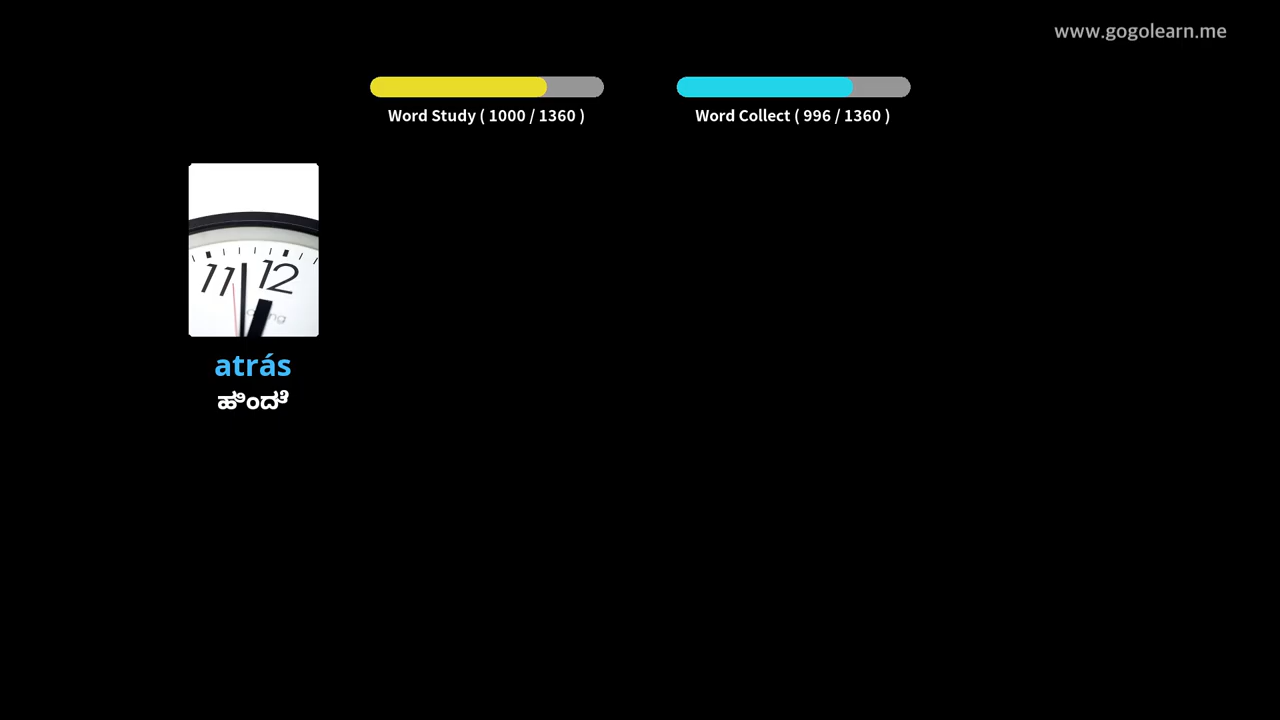 www.gogolearn.me
Word Study ( 1000 / 1360 )
Word Collect ( 996 / 1360 )
11 12
atrás
ಹಿಂದೆ